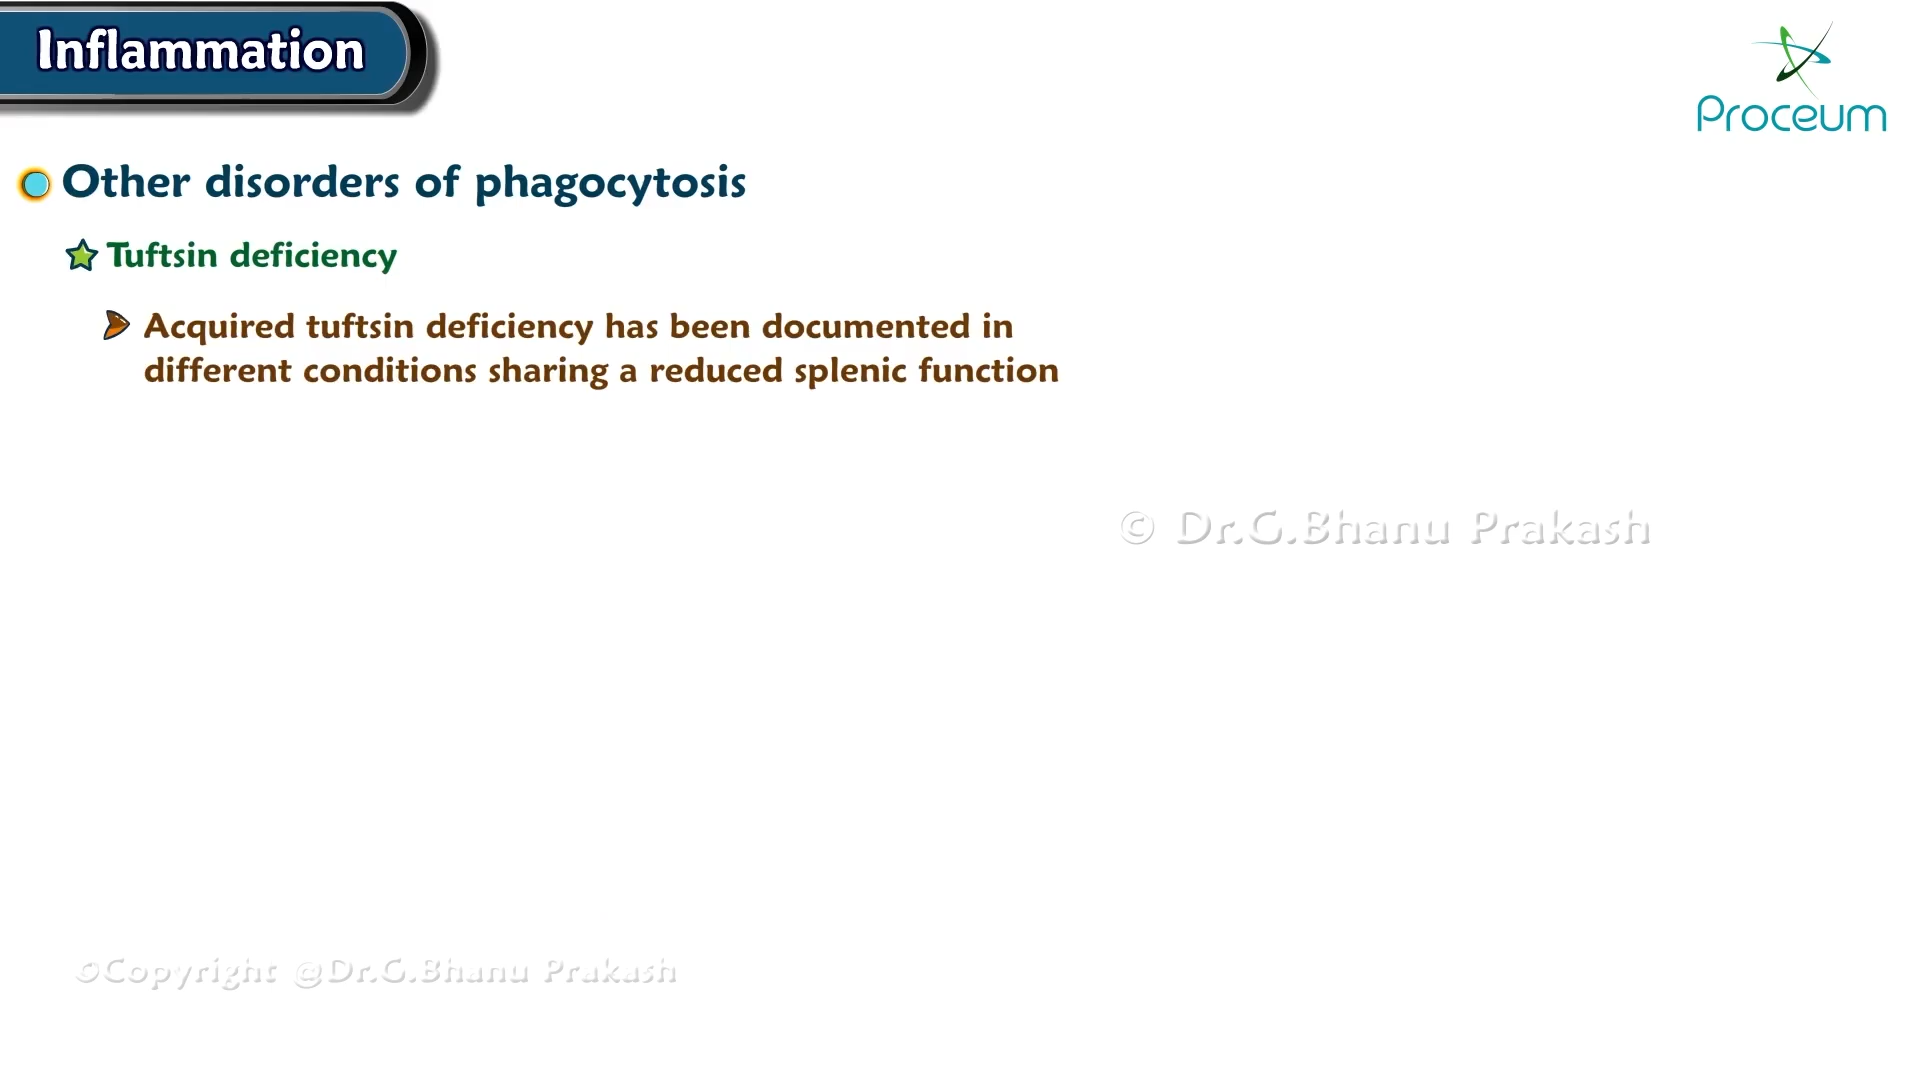 Inflammation
Proceum
Other disorders of phagocytosis
Tuftsin deficiency
Acquired tuftsin deficiency has been documented in
different conditions sharing a reduced splenic function
© Dr.G.Bhanu Prakash
©Copyright @Dr.G.Bhanu Prakash